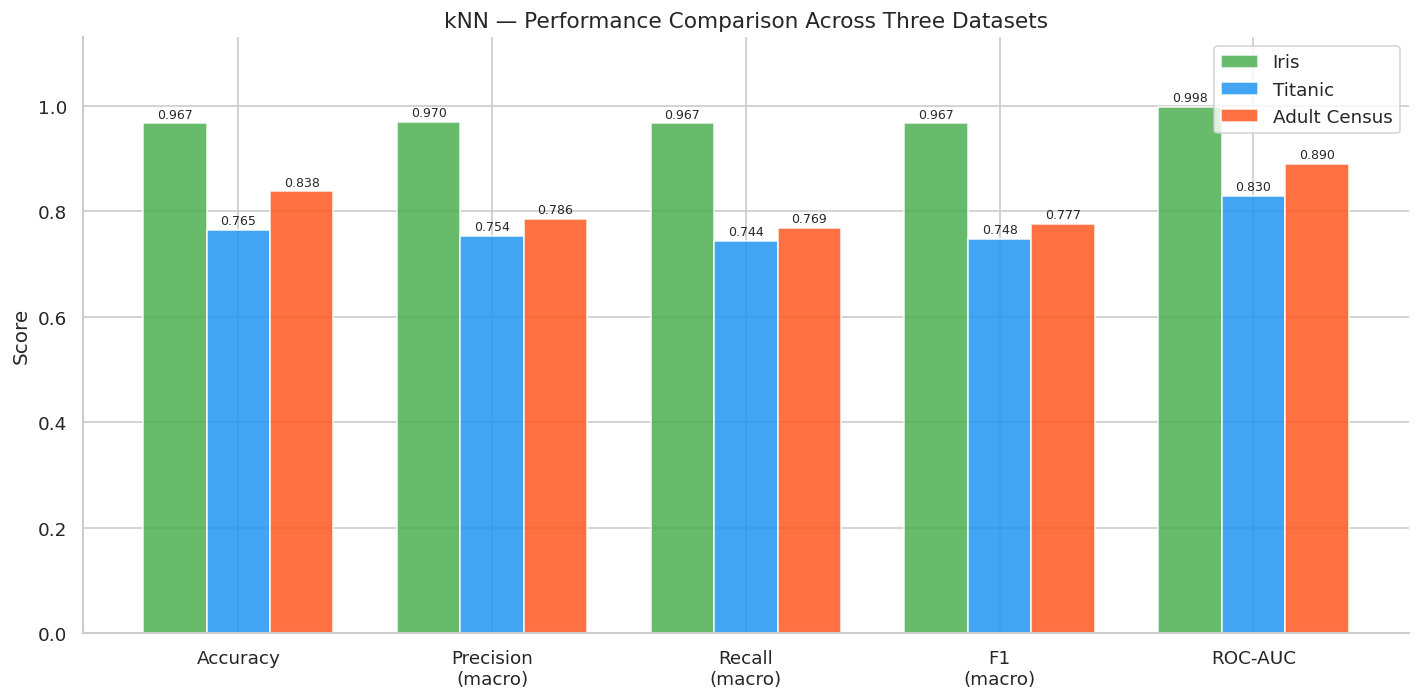 kNN — Performance Comparison Across Three Datasets
Iris
Titanic
Adult Census
Score
1.0
0.8
0.6
0.4
0.2
0.0
0.967
0.765
0.838
0.970
0.754
0.786
0.967
0.744
0.769
0.967
0.748
0.777
0.998
0.830
0.890
Accuracy
Precision
(macro)
Recall
(macro)
F1
(macro)
ROC-AUC